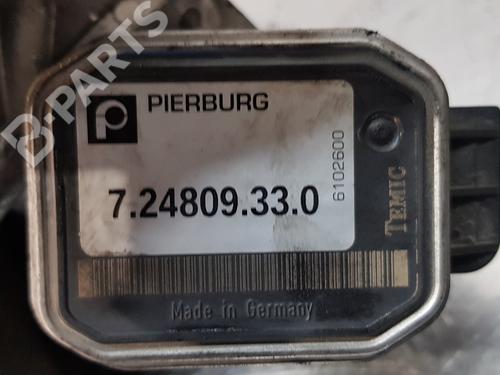 B-PARTS
PIERBURG
7.24809.33.0
6102600
TEMIC
Made in Germany